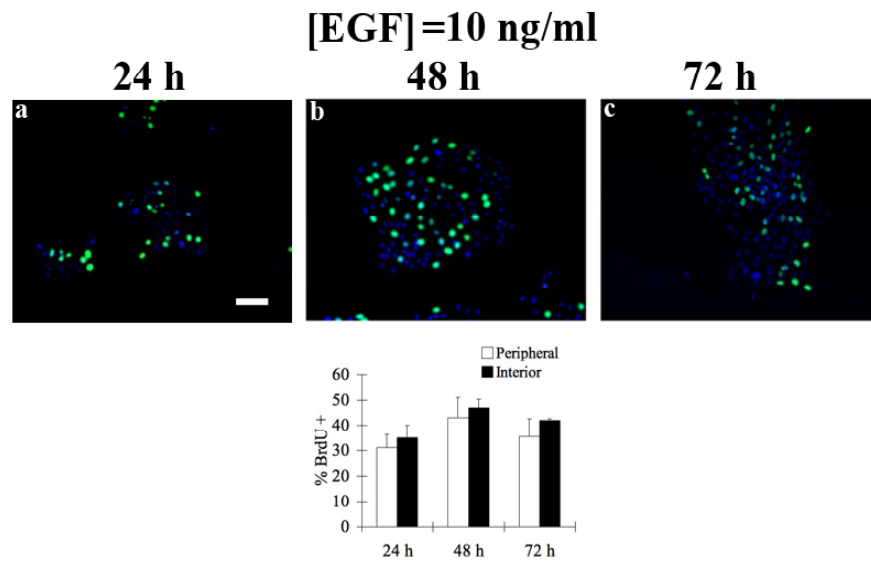 [EGF] =10 ng/ml
24 h 48 h 72 h
a b c
Peripheral
Interior
% BrdU +
60
50
40
30
20
10
0
24 h 48 h 72 h